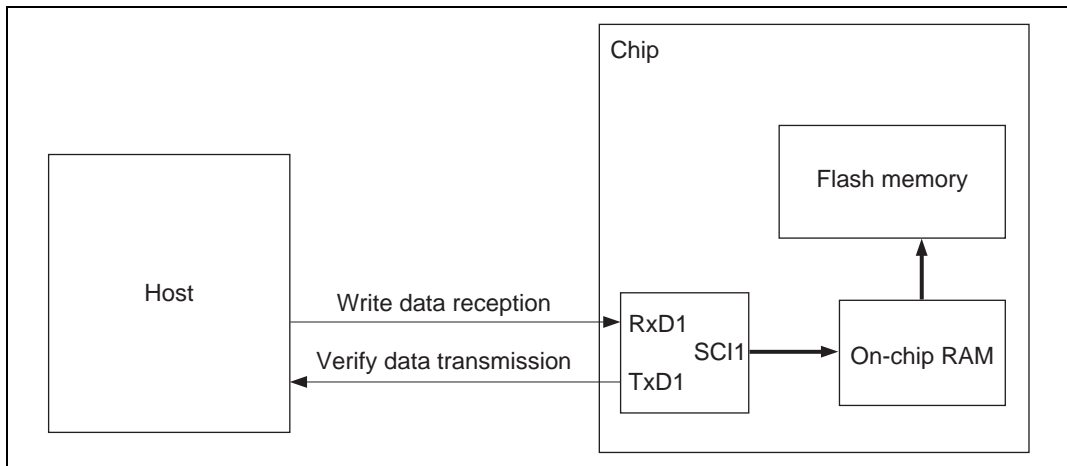 Chip
Flash memory
Host
Write data reception
RxD1
SCI1
On-chip RAM
Verify data transmission
TxD1